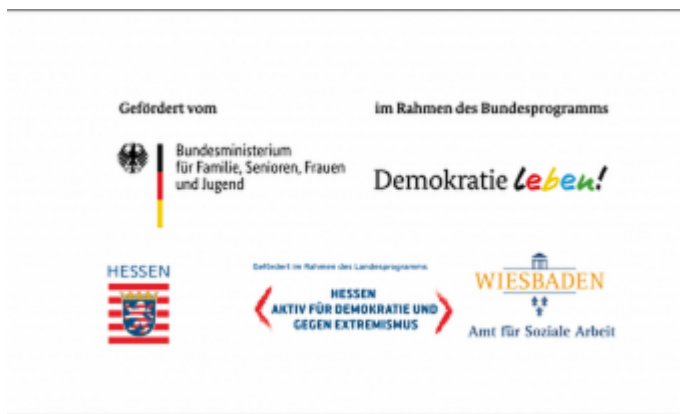 Gefördert vom
im Rahmen des Bundesprogramms
Bundesministerium
für Familie, Senioren, Frauen
und Jugend
Demokratie leben!
HESSEN
Gefördert im Rahmen des Landesprogramms
HESSEN
AKTIV FÜR DEMOKRATIE UND
GEGEN EXTREMISMUS
WIESBADEN
Amt für Soziale Arbeit